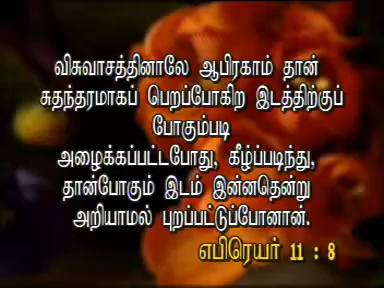 விசுவாசத்தினாலே ஆபிரகாம் தான்
சுதந்தரமாகப் பெறப்போகிற இடத்திற்குப்
போகும்படி
அழைக்கப்பட்டபோது, கீழ்ப்படிந்து,
தான்போகும் இடம் இன்னதென்று
அறியாமல் புறப்பட்டுப்போனான்.
எபிரெயர் 11 : 8